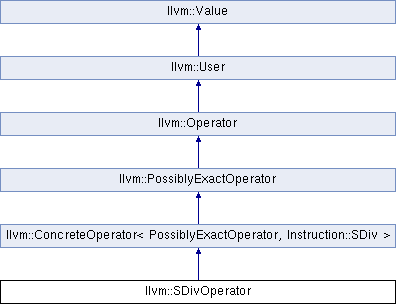 llvm::Value
llvm::User
llvm::Operator
llvm::PossiblyExactOperator
llvm::ConcreteOperator< PossiblyExactOperator, Instruction::SDiv >
llvm::SDivOperator